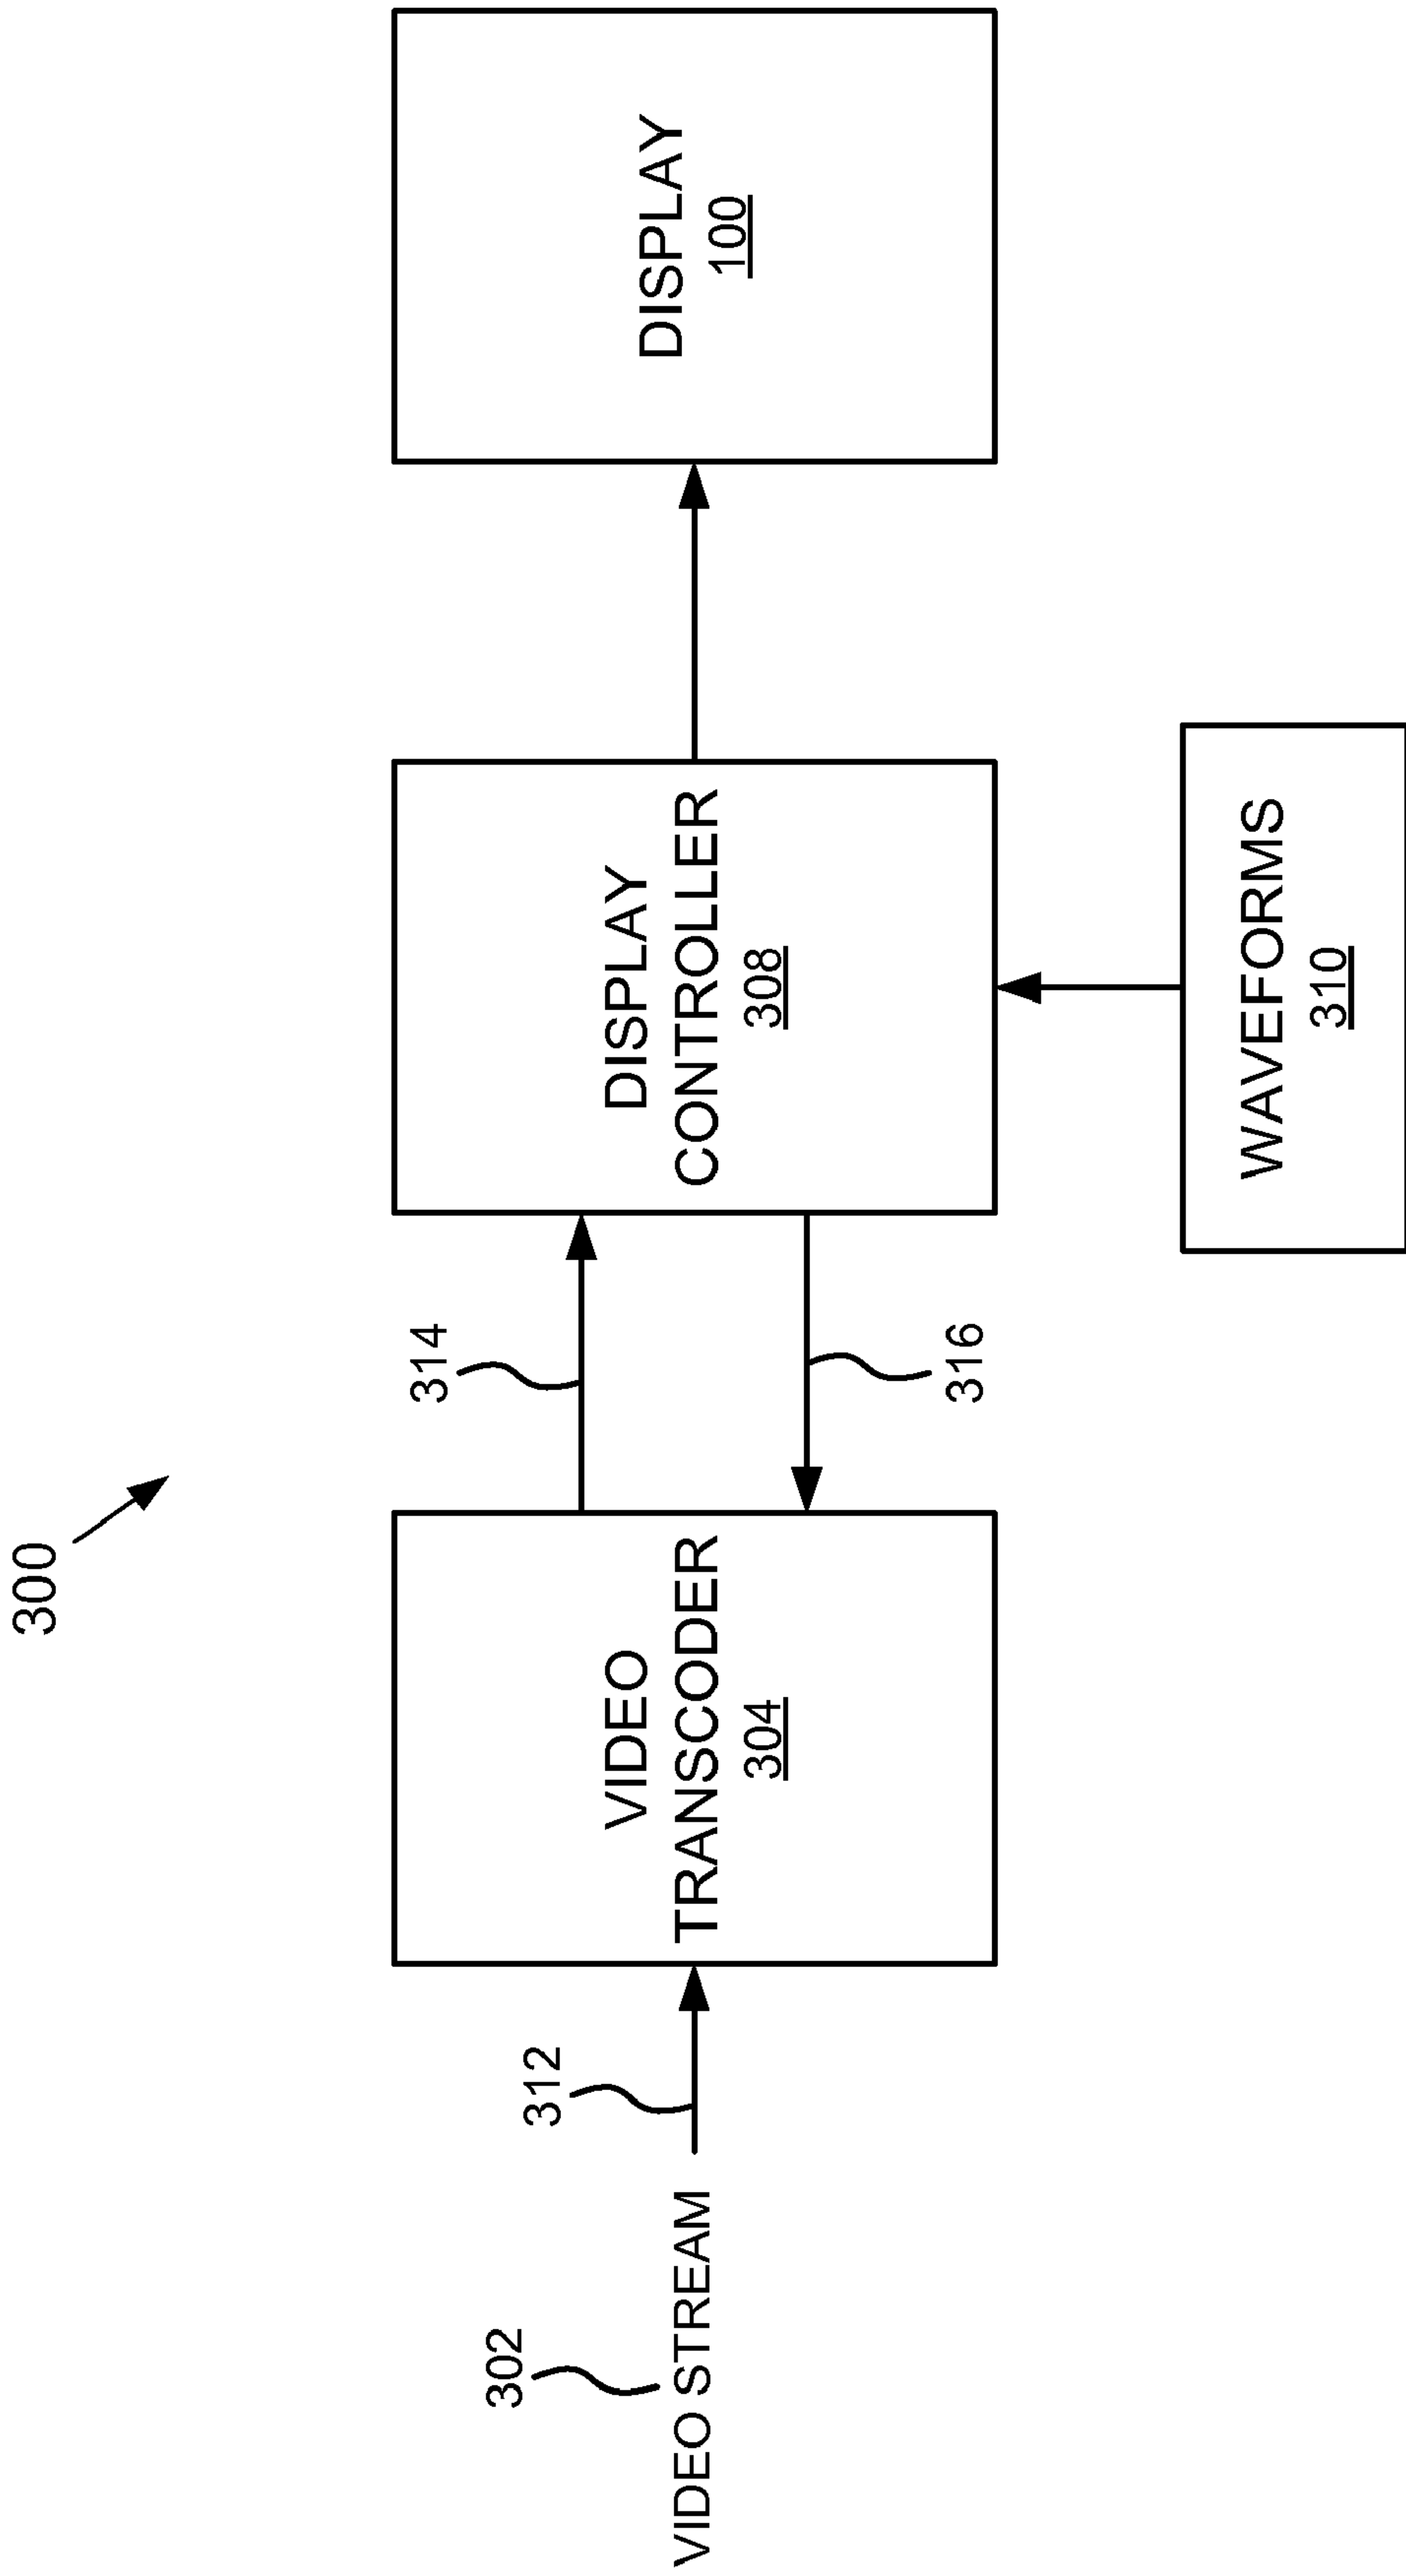 300
302
VIDEO STREAM
312
VIDEO
TRANSCODER
304
314
316
DISPLAY
CONTROLLER
308
DISPLAY
100
WAVEFORMS
310